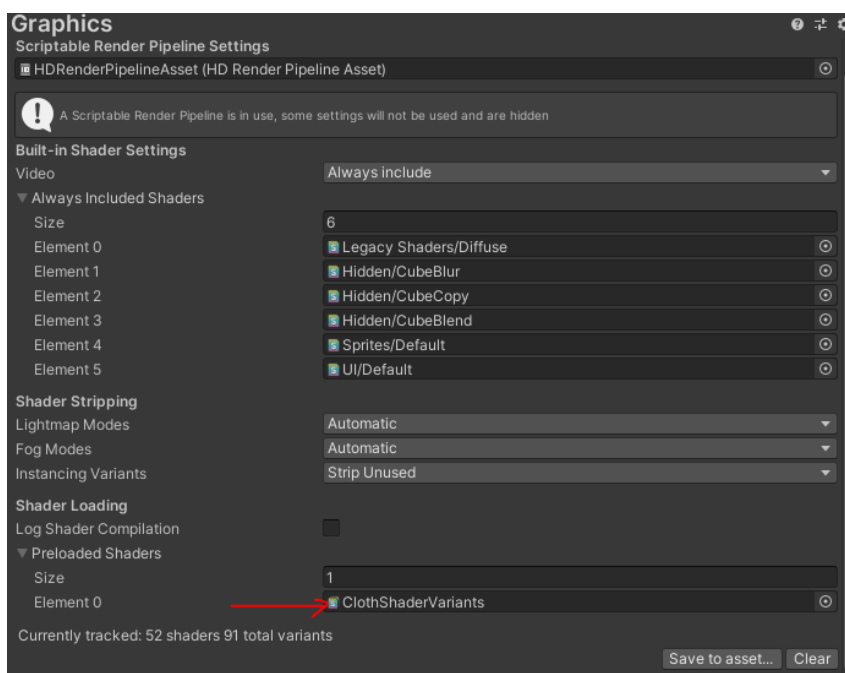 Graphics
Scriptable Render Pipeline Settings
HDRenderPipelineAsset (HD Render Pipeline Asset)
A Scriptable Render Pipeline is in use, some settings will not be used and are hidden
Built-in Shader Settings
Video Always include
Always Included Shaders
Size 6
Element 0 Legacy Shaders/Diffuse
Element 1 Hidden/CubeBlur
Element 2 Hidden/CubeCopy
Element 3 Hidden/CubeBlend
Element 4 Sprites/Default
Element 5 UI/Default
Shader Stripping
Lightmap Modes Automatic
Fog Modes Automatic
Instancing Variants Strip Unused
Shader Loading
Log Shader Compilation
Preloaded Shaders
Size 1
Element 0 ClothShaderVariants
Currently tracked: 52 shaders 91 total variants
Save to asset... Clear